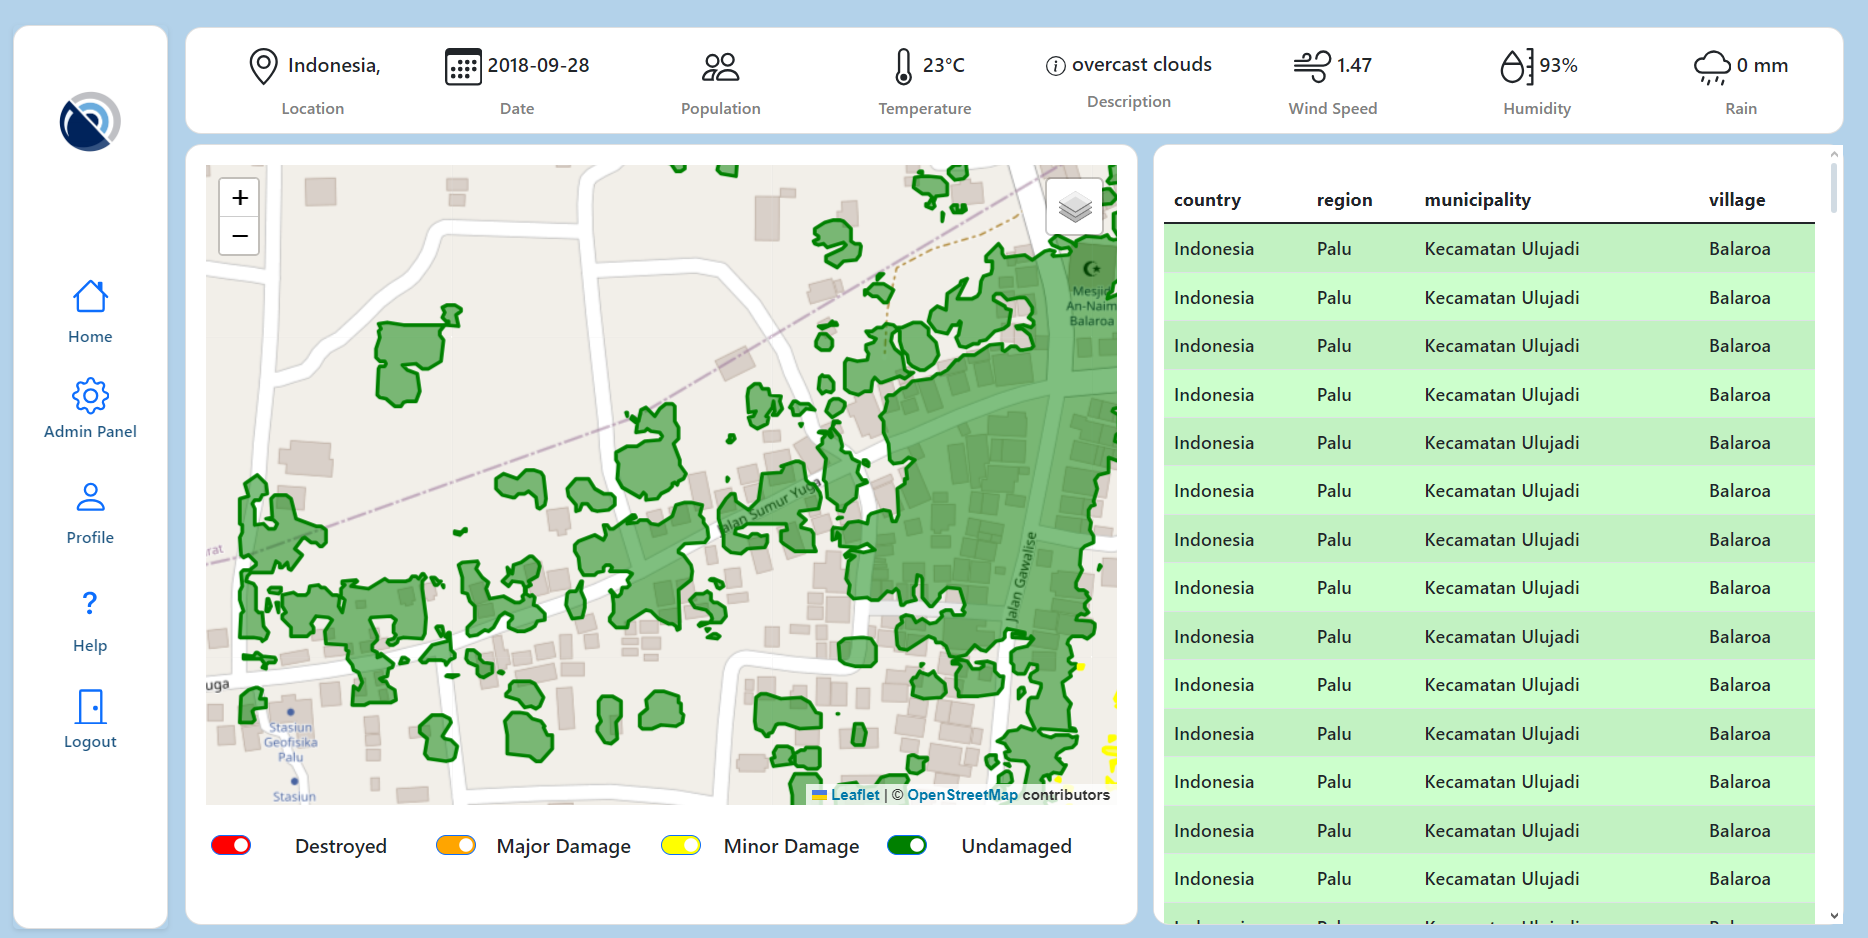 Indonesia,
Location
2018-09-28
Date
Population
23°C
Temperature
overcast clouds
Description
1.47
Wind Speed
93%
Humidity
0 mm
Rain
Home
Admin Panel
Profile
?
Help
Logout
+
−
Mesjid
An-Naim
Balaroa
Jalan Sumur Yuga
Jalan Gawalise
rat
uga
Stasiun
Geofisika
Palu
Stasiun
Leaflet | © OpenStreetMap contributors
Destroyed
Major Damage
Minor Damage
Undamaged
country region municipality village
Indonesia Palu Kecamatan Ulujadi Balaroa
Indonesia Palu Kecamatan Ulujadi Balaroa
Indonesia Palu Kecamatan Ulujadi Balaroa
Indonesia Palu Kecamatan Ulujadi Balaroa
Indonesia Palu Kecamatan Ulujadi Balaroa
Indonesia Palu Kecamatan Ulujadi Balaroa
Indonesia Palu Kecamatan Ulujadi Balaroa
Indonesia Palu Kecamatan Ulujadi Balaroa
Indonesia Palu Kecamatan Ulujadi Balaroa
Indonesia Palu Kecamatan Ulujadi Balaroa
Indonesia Palu Kecamatan Ulujadi Balaroa
Indonesia Palu Kecamatan Ulujadi Balaroa
Indonesia Palu Kecamatan Ulujadi Balaroa
Indonesia Palu Kecamatan Ulujadi Balaroa